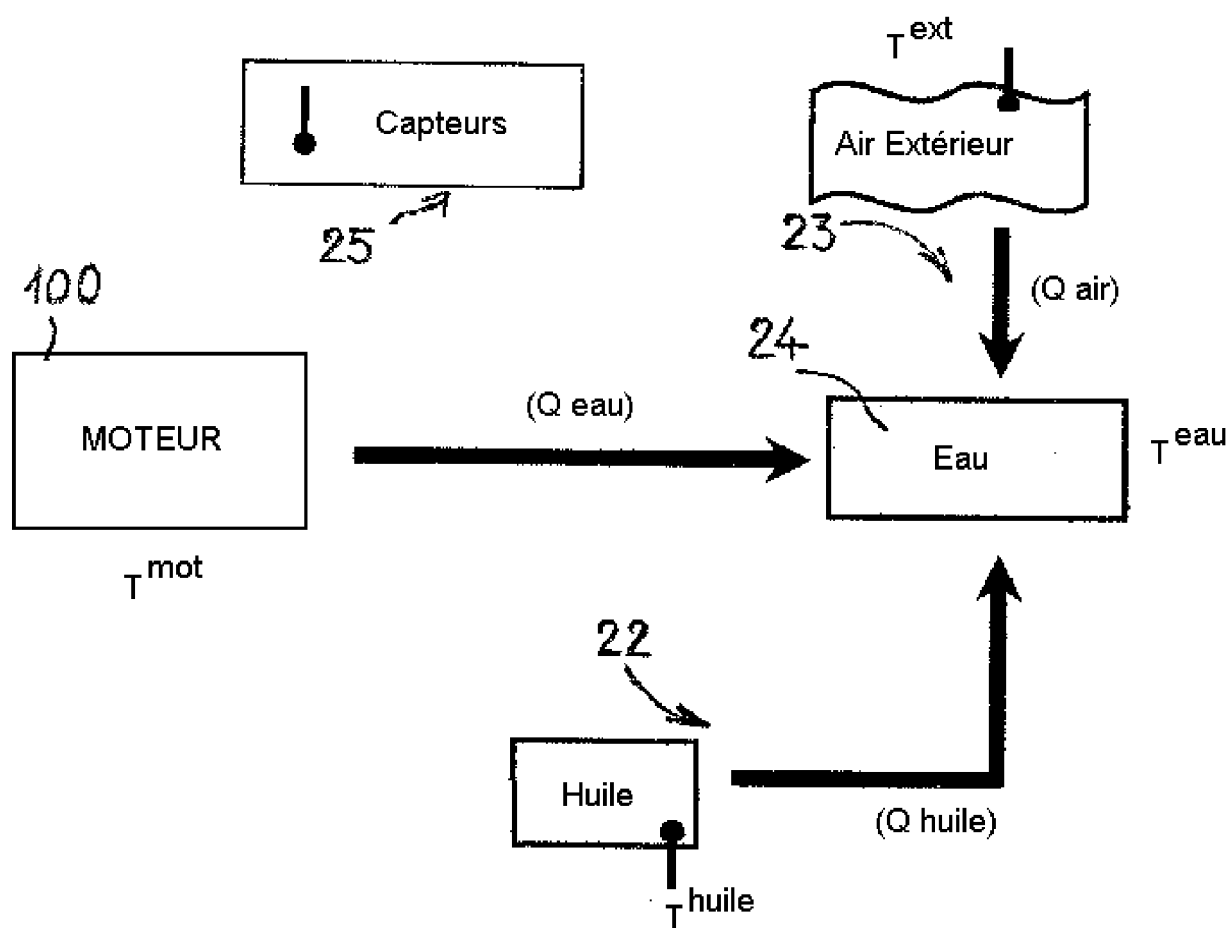 T^ext
Capteurs
Air Extérieur
25
23
100
(Q air)
24
(Q eau)
MOTEUR
Eau
T^eau
T^mot
22
Huile
(Q huile)
T^huile